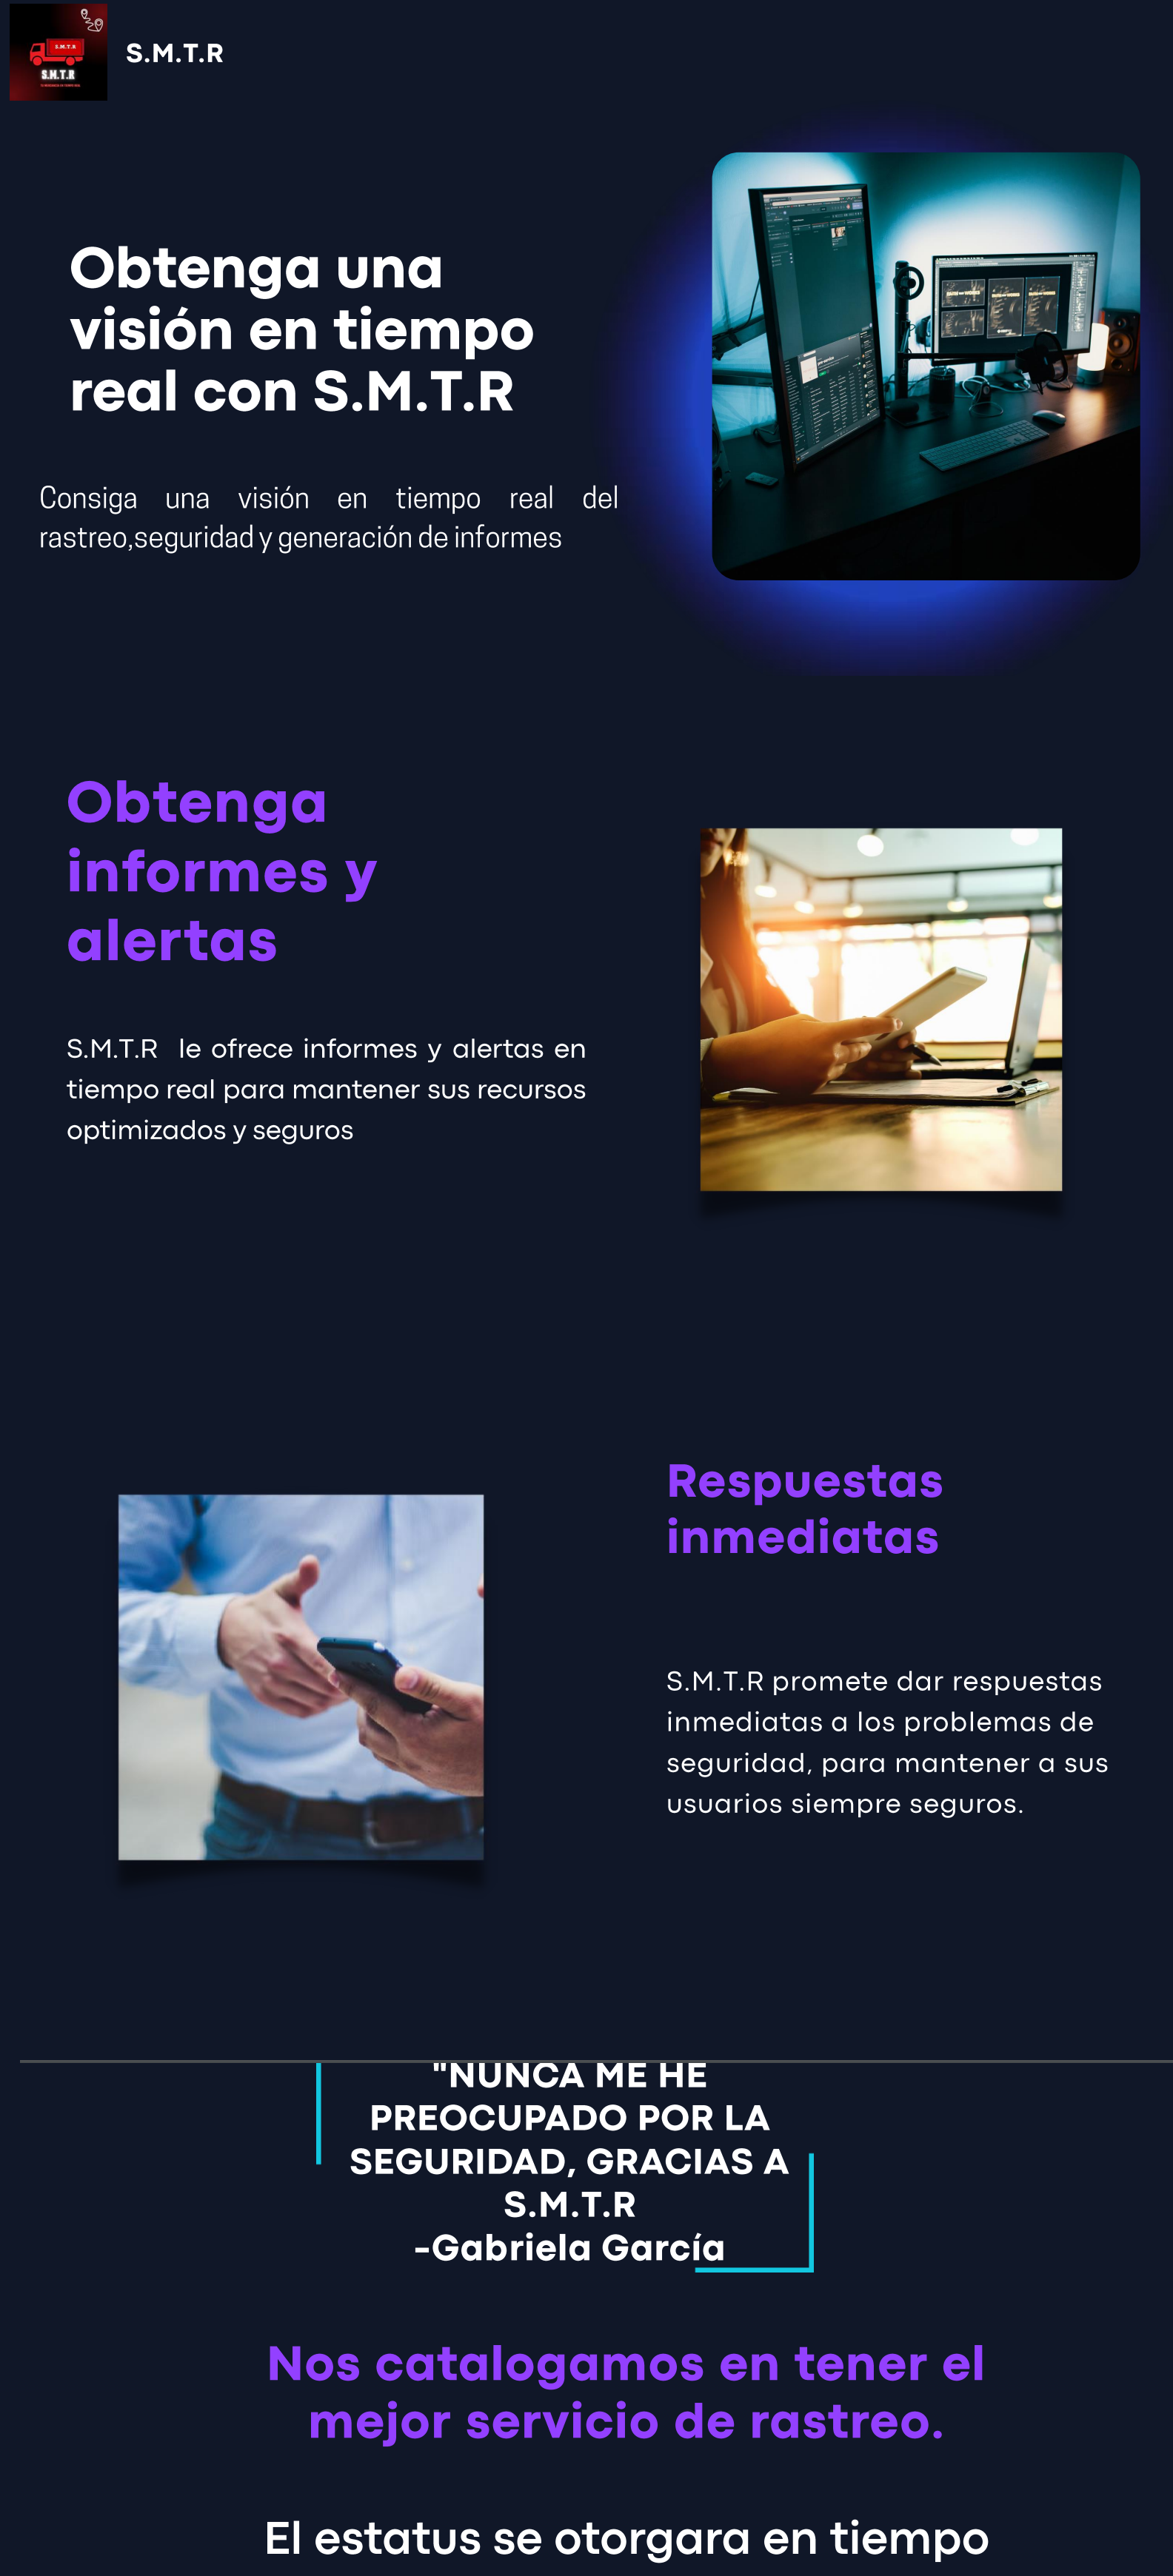 S.M.T.R
S.M.T.R
S.M.T.R
Obtenga una
visión en tiempo
real con S.M.T.R
Consiga una visión en tiempo real del
rastreo,seguridad y generación de informes
Obtenga
informes y
alertas
S.M.T.R le ofrece informes y alertas en
tiempo real para mantener sus recursos
optimizados y seguros
Respuestas
inmediatas
S.M.T.R promete dar respuestas
inmediatas a los problemas de
seguridad, para mantener a sus
usuarios siempre seguros.
"NUNCA ME HE
PREOCUPADO POR LA
SEGURIDAD, GRACIAS A
S.M.T.R
-Gabriela García
Nos catalogamos en tener el
mejor servicio de rastreo.
El estatus se otorgara en tiempo